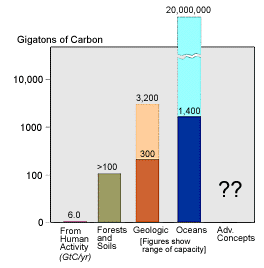 20,000,000
Gigatons of Carbon
10,000
3,200
1,400
1000
300
>100
100
??
6.0
0
From Human Activity (GtC/yr)
Forests and Soils
Geologic
Oceans
[Figures show range of capacity]
Adv. Concepts